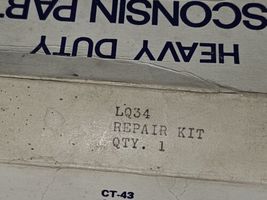 SCONSIN PAR
HEAVY DUTY
LQ34
REPAIR KIT
QTY. 1
CT-43